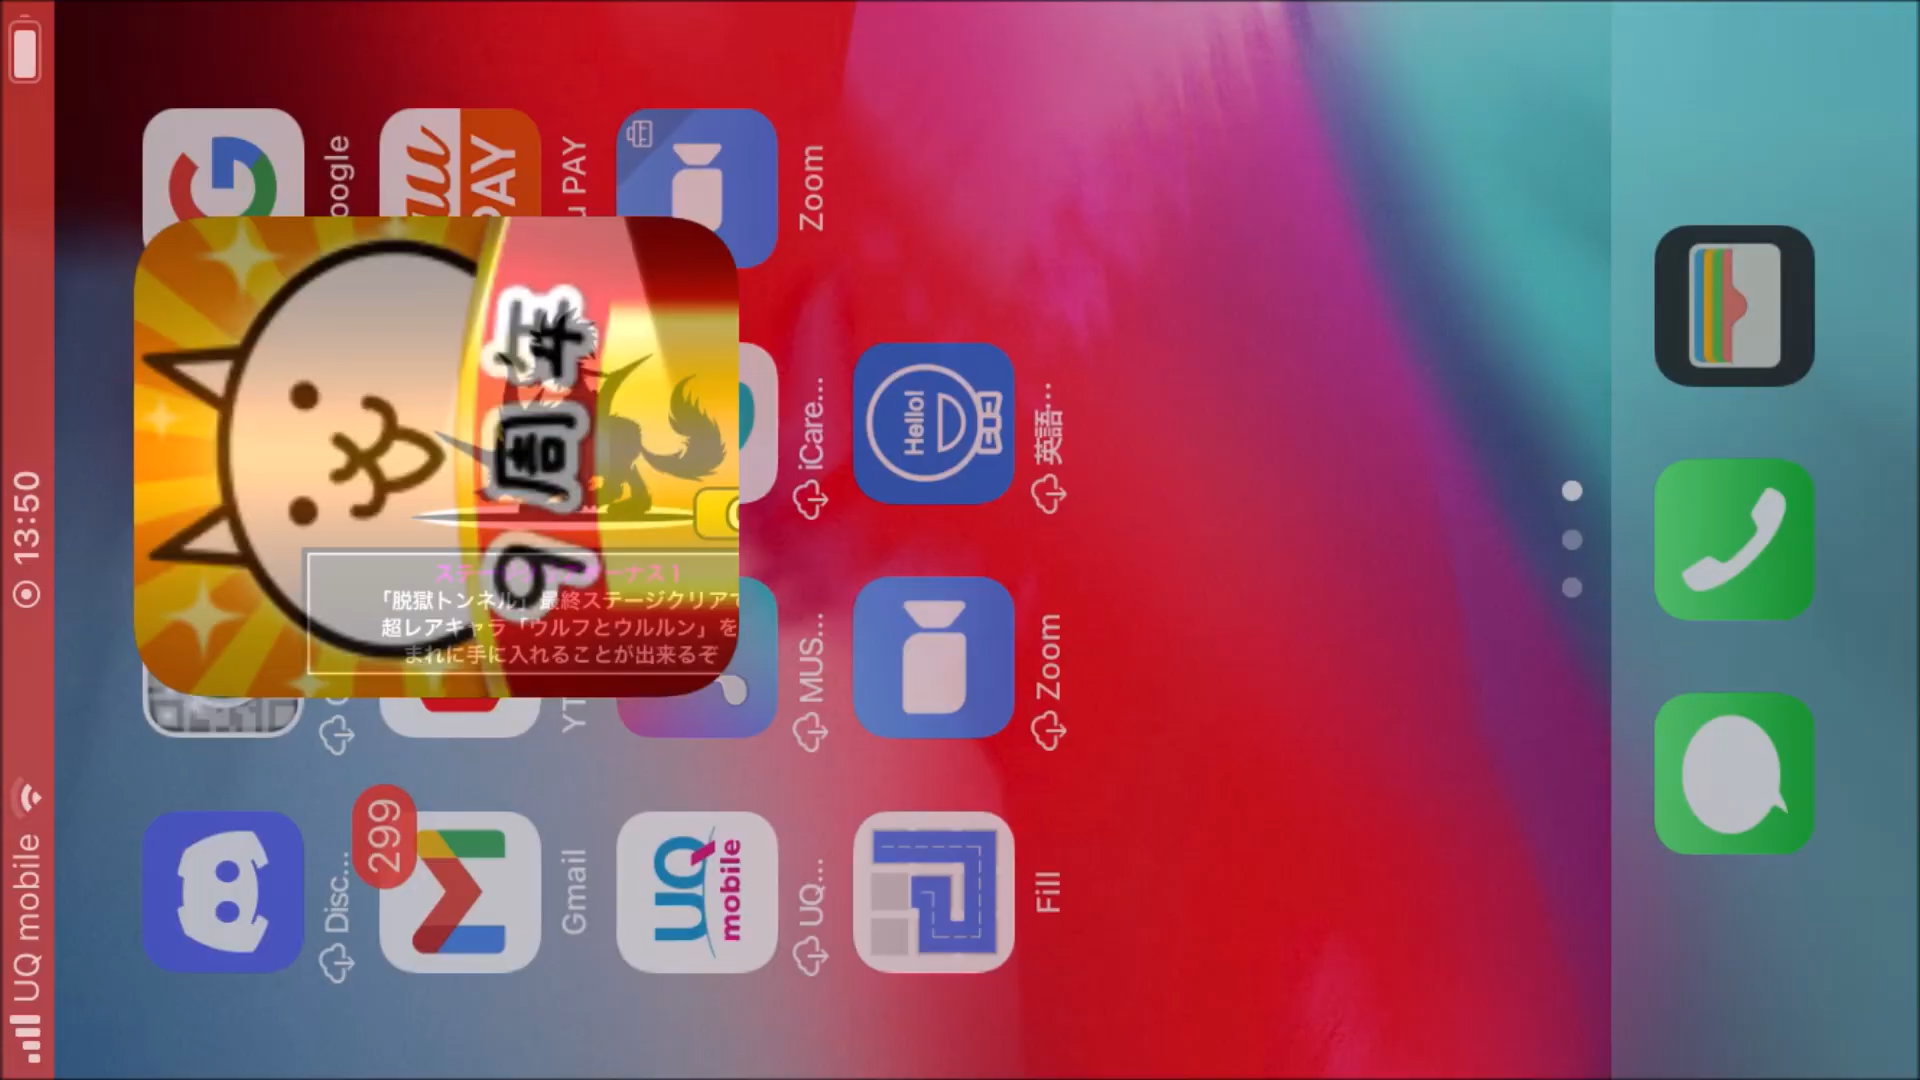 UQ mobile
13:50
oogle
au
PAY
u PAY
Zoom
iCare...
Hello!
英語...
MUS...
Zoom
Disc...
299
Gmail
UQ
mobile
UQ...
Fill
9周年
「脱獄トンネル」最終ステージクリアで
超レアキャラ「ウルフとウルルン」を
まれに手に入れることが出来るぞ